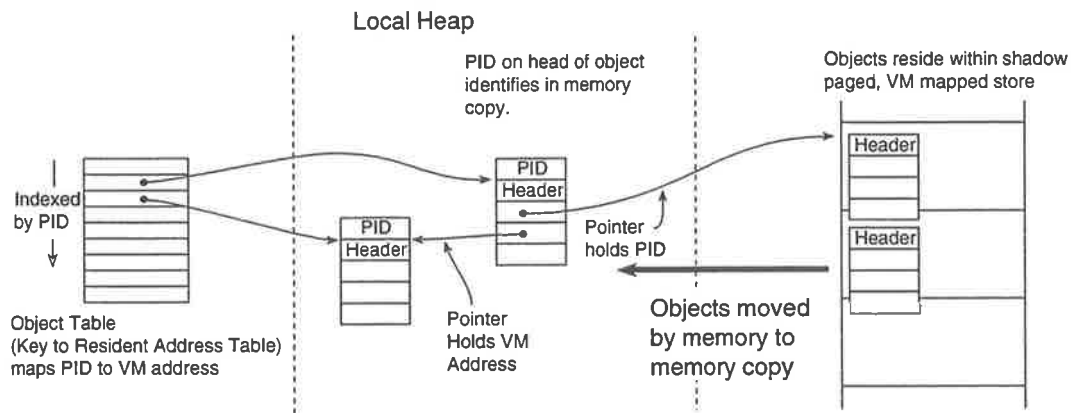 Local Heap
PID on head of object
identifies in memory
copy.
Objects reside within shadow
paged, VM mapped store
Indexed
by PID
PID
Header
PID
Header
Header
Header
Pointer
holds PID
Pointer
Holds VM
Address
Objects moved
by memory to
memory copy
Object Table
(Key to Resident Address Table)
maps PID to VM address